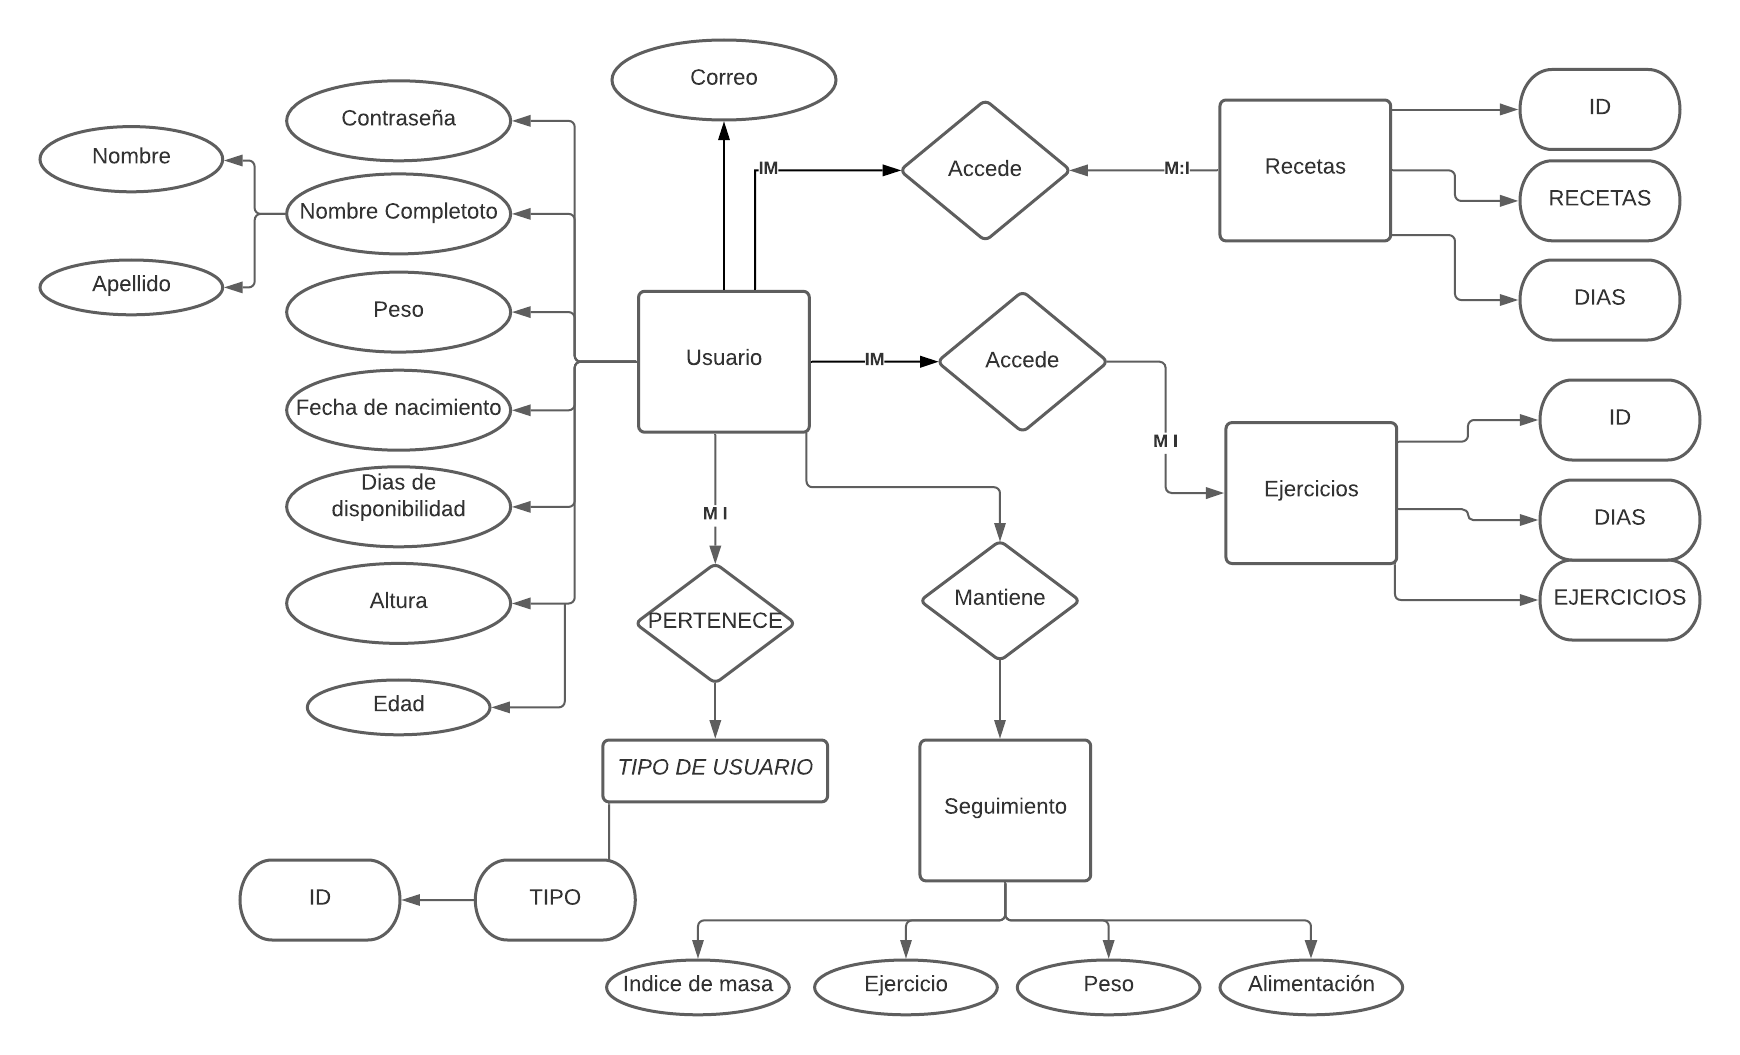 Correo
Contraseña
ID
Nombre
IM
Accede
M:I
Recetas
RECETAS
Nombre Completoto
Apellido
Peso
DIAS
Usuario
IM
Accede
Fecha de nacimiento
ID
M I
Dias de
disponibilidad
Ejercicios
M I
DIAS
Altura
PERTENECE
Mantiene
EJERCICIOS
Edad
TIPO DE USUARIO
Seguimiento
ID
TIPO
Indice de masa
Ejercicio
Peso
Alimentación